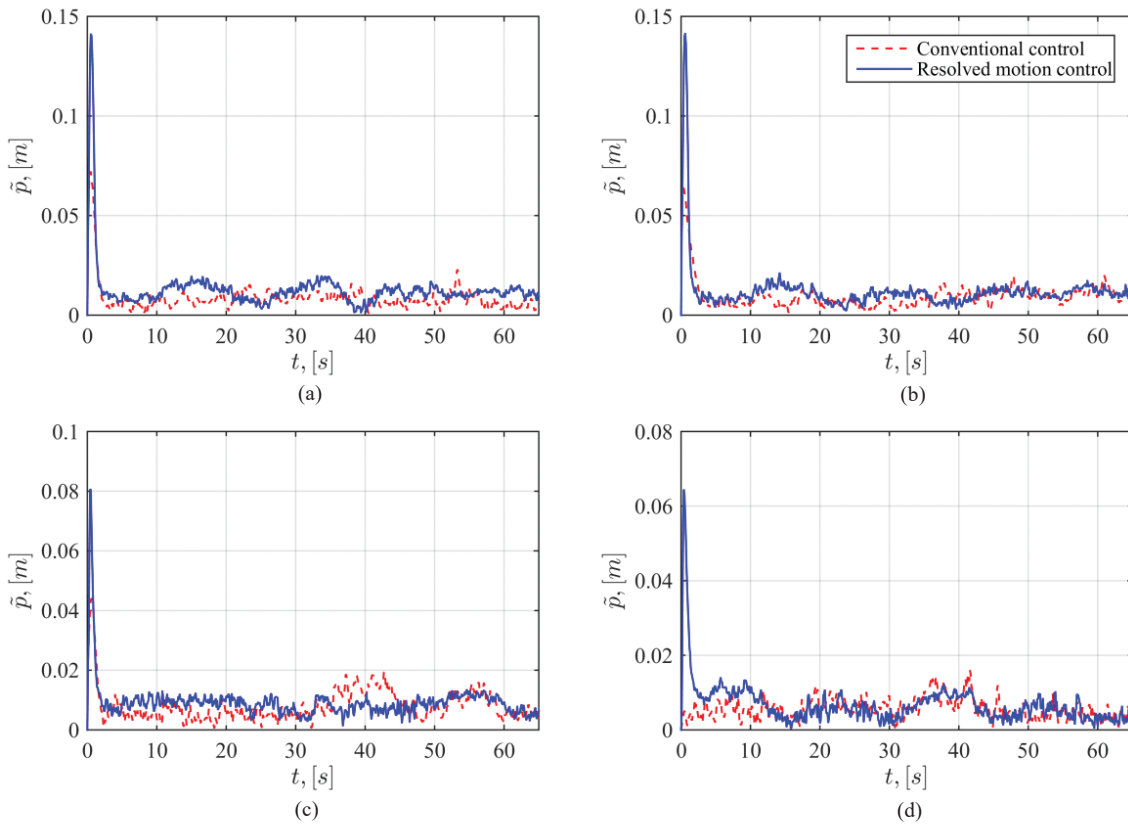 0.15
0.1
0.05
0
p̃, [m]
0 10 20 30 40 50 60
t, [s]
(a)
0.15
0.1
0.05
0
p̃, [m]
Conventional control
Resolved motion control
0 10 20 30 40 50 60
t, [s]
(b)
0.1
0.08
0.06
0.04
0.02
0
p̃, [m]
0 10 20 30 40 50 60
t, [s]
(c)
0.08
0.06
0.04
0.02
0
p̃, [m]
0 10 20 30 40 50 60
t, [s]
(d)